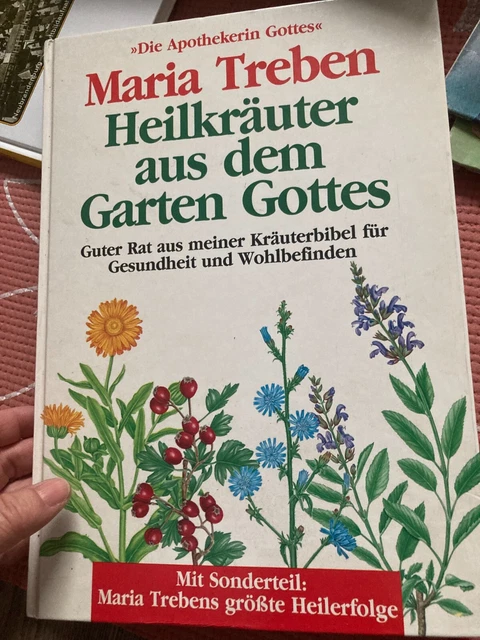 »Die Apothekerin Gottes«
Maria Treben
Heilkräuter
aus dem
Garten Gottes
Guter Rat aus meiner Kräuterbibel für
Gesundheit und Wohlbefinden
Mit Sonderteil:
Maria Trebens größte Heilerfolge